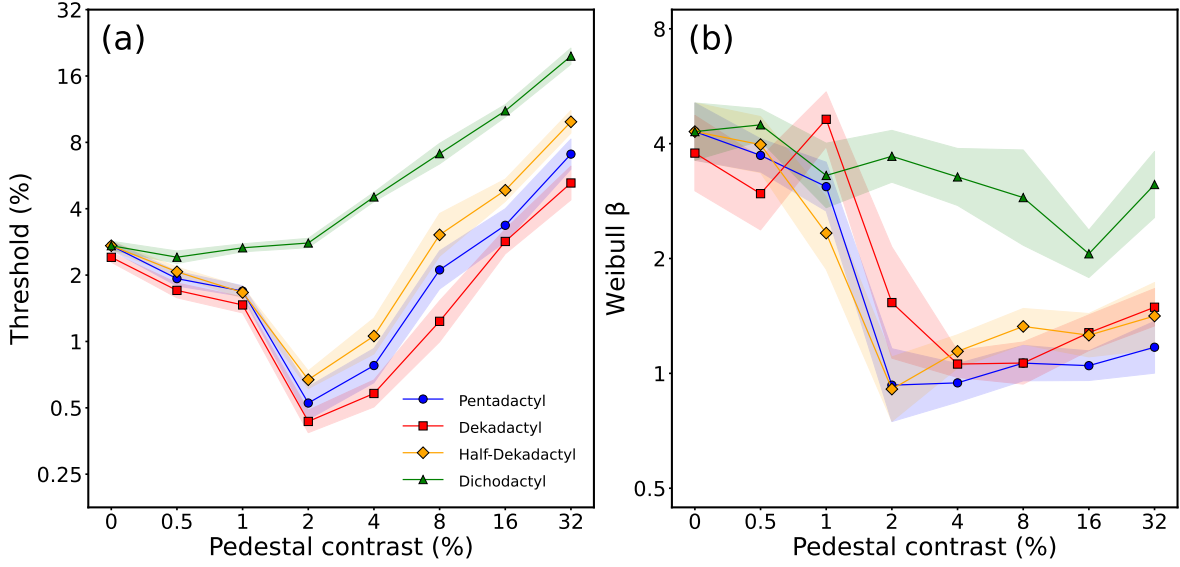 (a)
Threshold (%)
32
16
8
4
2
1
0.5
0.25
Pentadactyl
Dekadactyl
Half-Dekadactyl
Dichodactyl
0 0.5 1 2 4 8 16 32
Pedestal contrast (%)
(b)
Weibull β
8
4
2
1
0.5
0 0.5 1 2 4 8 16 32
Pedestal contrast (%)